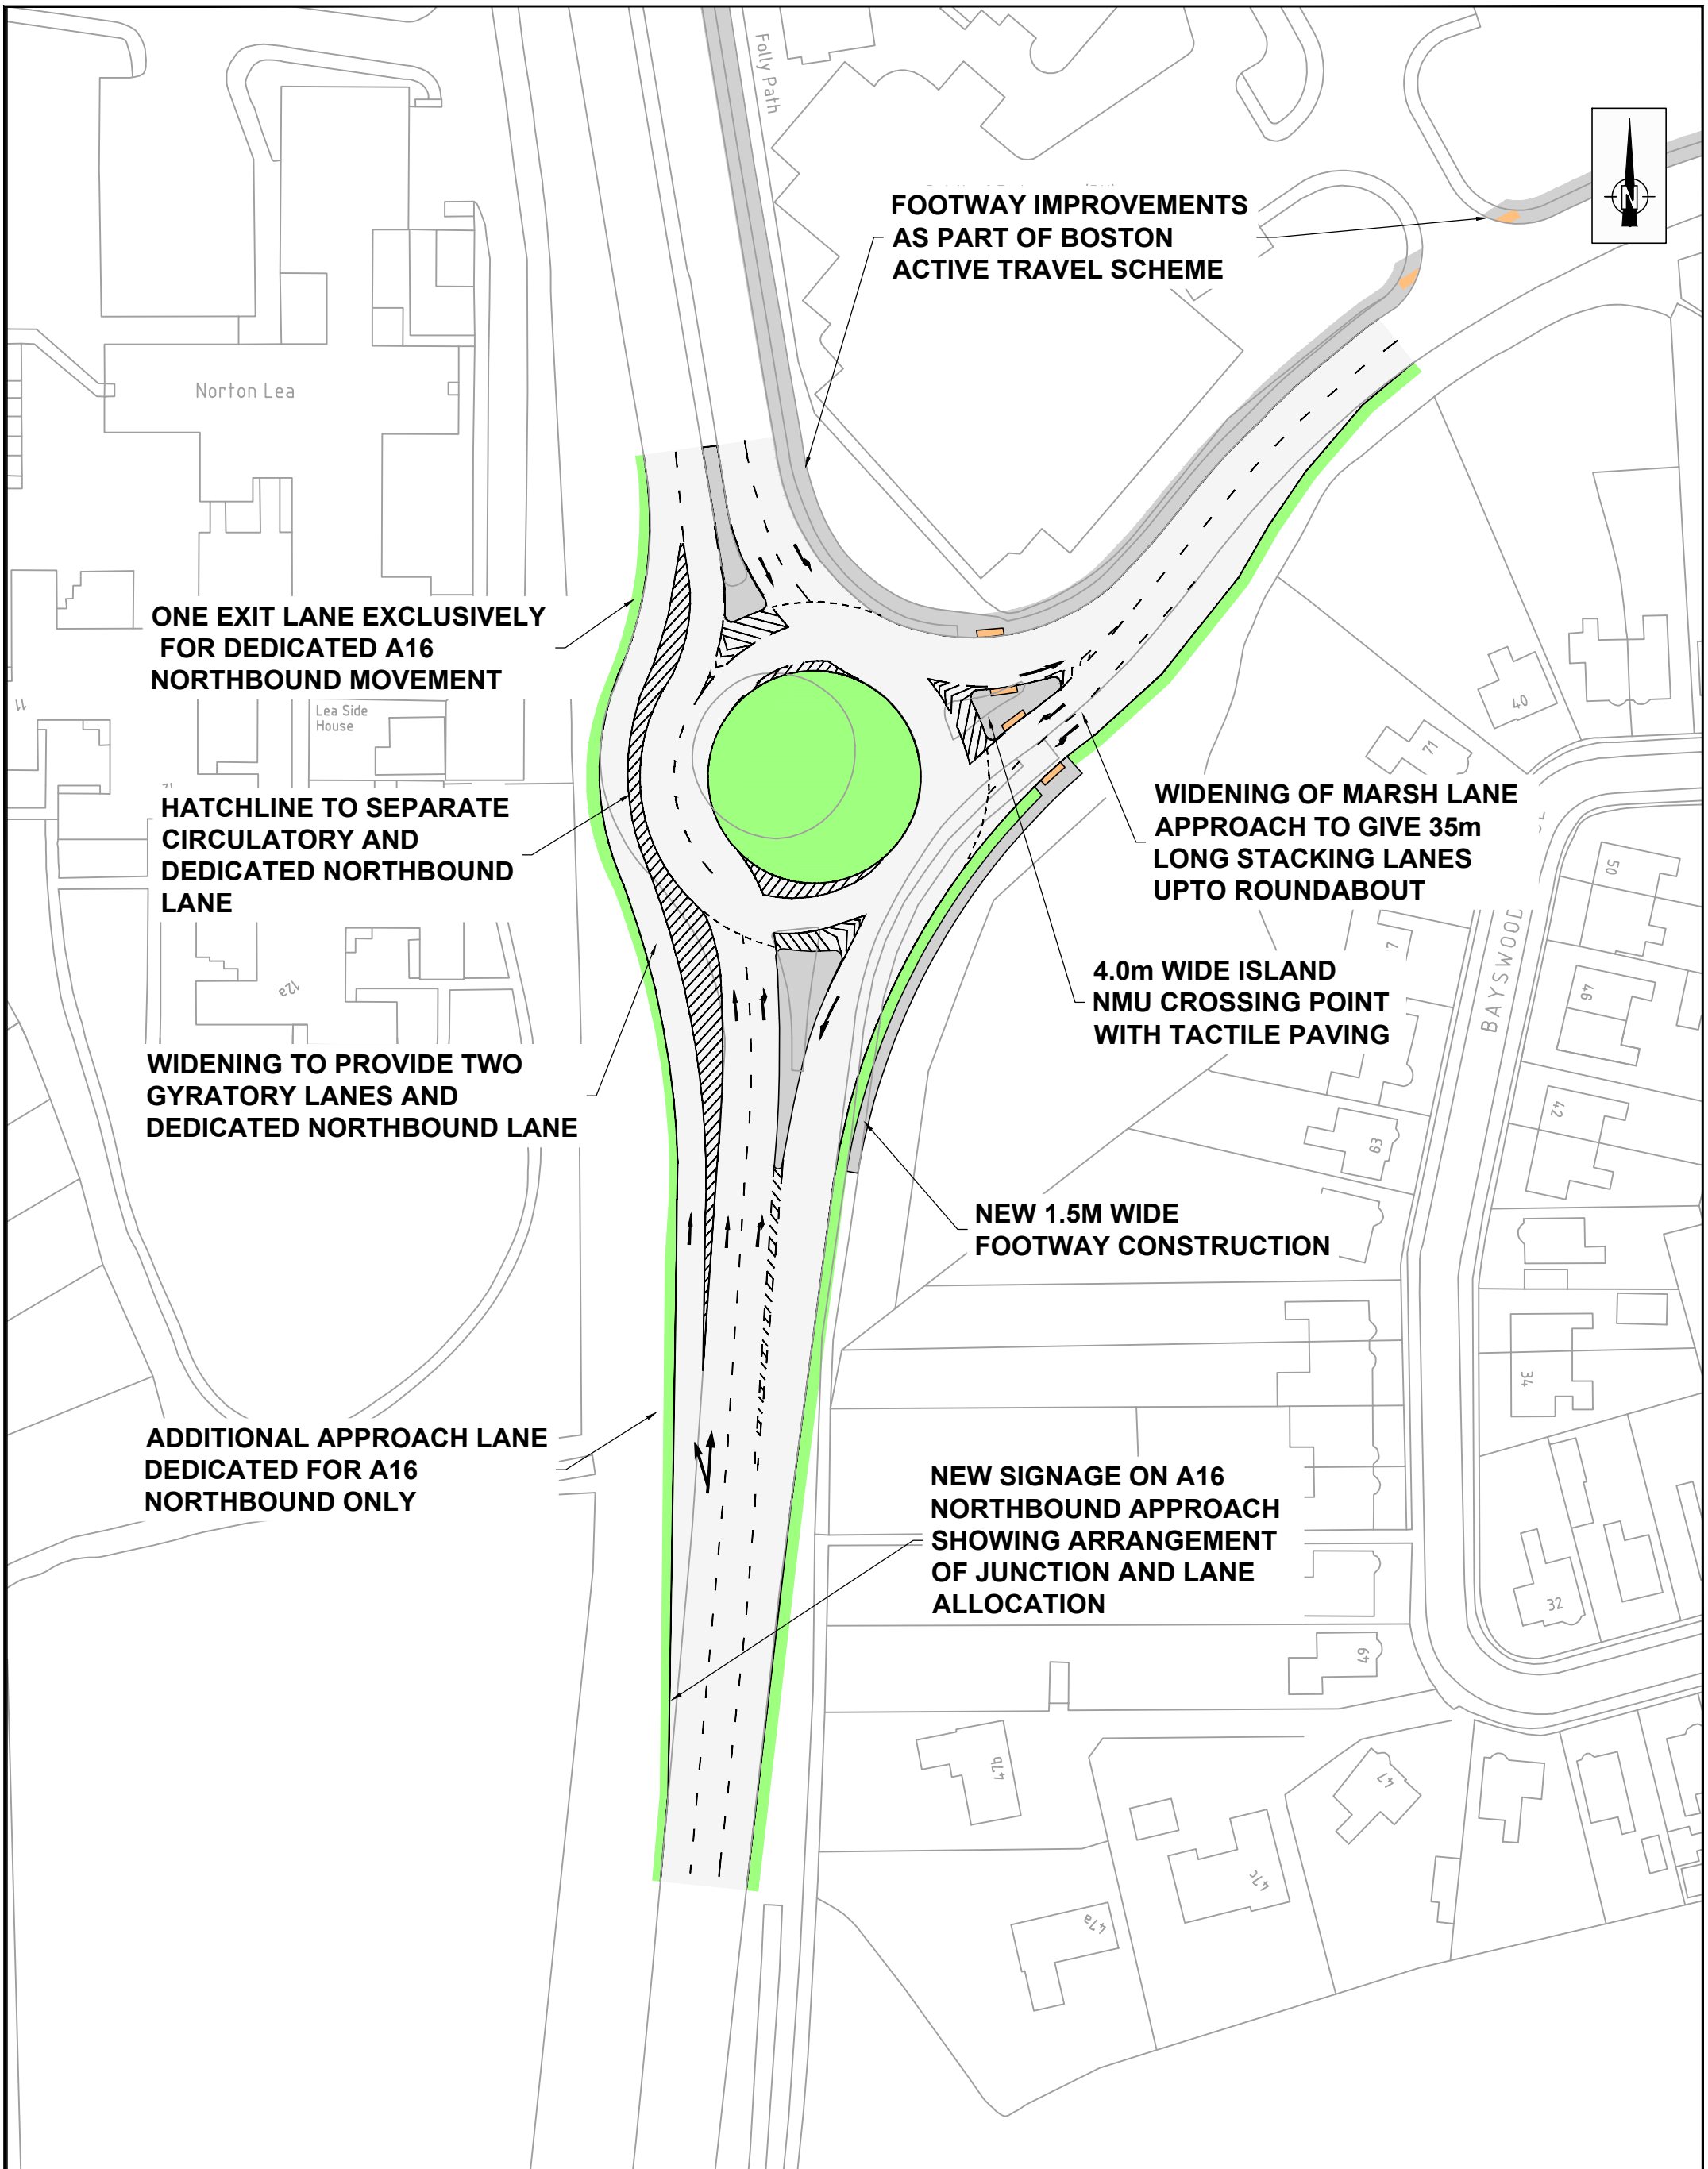 Folly Path
FOOTWAY IMPROVEMENTS
AS PART OF BOSTON
ACTIVE TRAVEL SCHEME
N
Norton Lea
ONE EXIT LANE EXCLUSIVELY
FOR DEDICATED A16
NORTHBOUND MOVEMENT
11
Lea Side
House
40
71
HATCHLINE TO SEPARATE
CIRCULATORY AND
DEDICATED NORTHBOUND
LANE
WIDENING OF MARSH LANE
APPROACH TO GIVE 35m
LONG STACKING LANES
UPTO ROUNDABOUT
50
7
BAYSWOOD
12a
4.0m WIDE ISLAND
NMU CROSSING POINT
WITH TACTILE PAVING
46
WIDENING TO PROVIDE TWO
GYRATORY LANES AND
DEDICATED NORTHBOUND LANE
42
63
NEW 1.5M WIDE
FOOTWAY CONSTRUCTION
34
ADDITIONAL APPROACH LANE
DEDICATED FOR A16
NORTHBOUND ONLY
NEW SIGNAGE ON A16
NORTHBOUND APPROACH
SHOWING ARRANGEMENT
OF JUNCTION AND LANE
ALLOCATION
32
49
47b
47
47c
47a